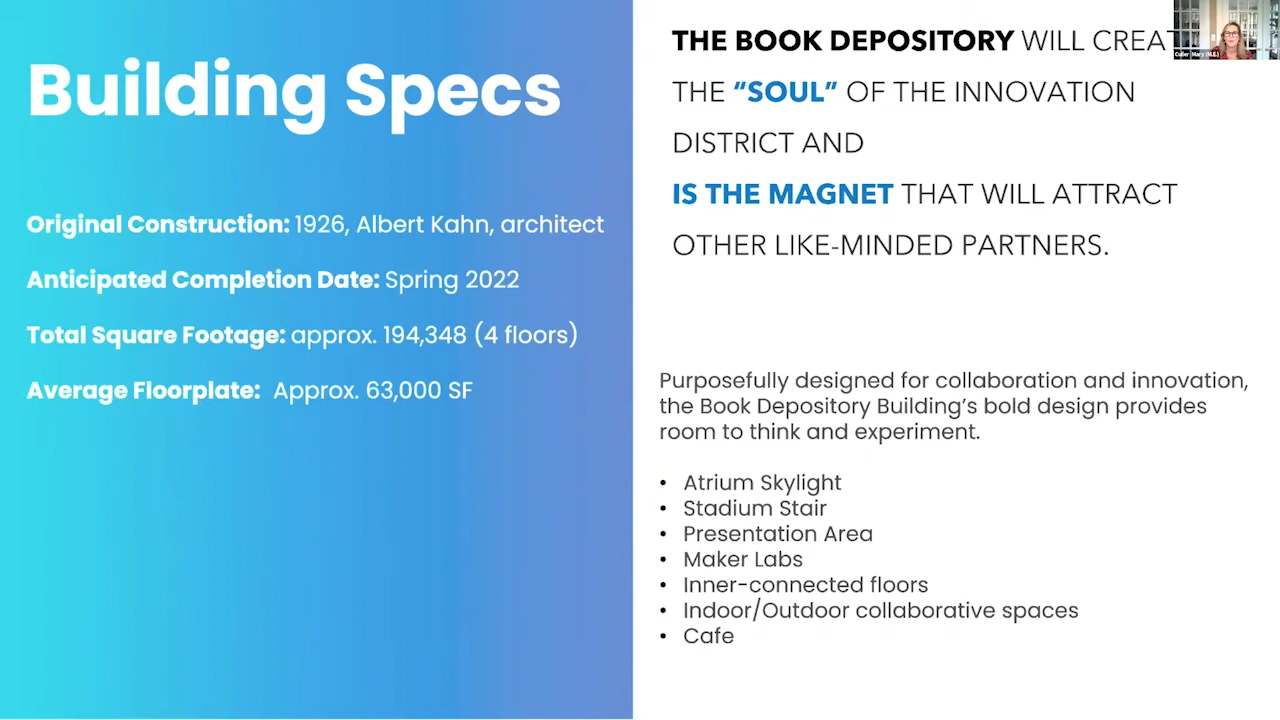 Building Specs
Original Construction: 1926, Albert Kahn, architect
Anticipated Completion Date: Spring 2022
Total Square Footage: approx. 194,348 (4 floors)
Average Floorplate: Approx. 63,000 SF
THE BOOK DEPOSITORY WILL CREAT
THE “SOUL” OF THE INNOVATION
DISTRICT AND
IS THE MAGNET THAT WILL ATTRACT
OTHER LIKE-MINDED PARTNERS.
Purposefully designed for collaboration and innovation,
the Book Depository Building’s bold design provides
room to think and experiment.
• Atrium Skylight
• Stadium Stair
• Presentation Area
• Maker Labs
• Inner-connected floors
• Indoor/Outdoor collaborative spaces
• Cafe
Culler, Mary (M.E.)